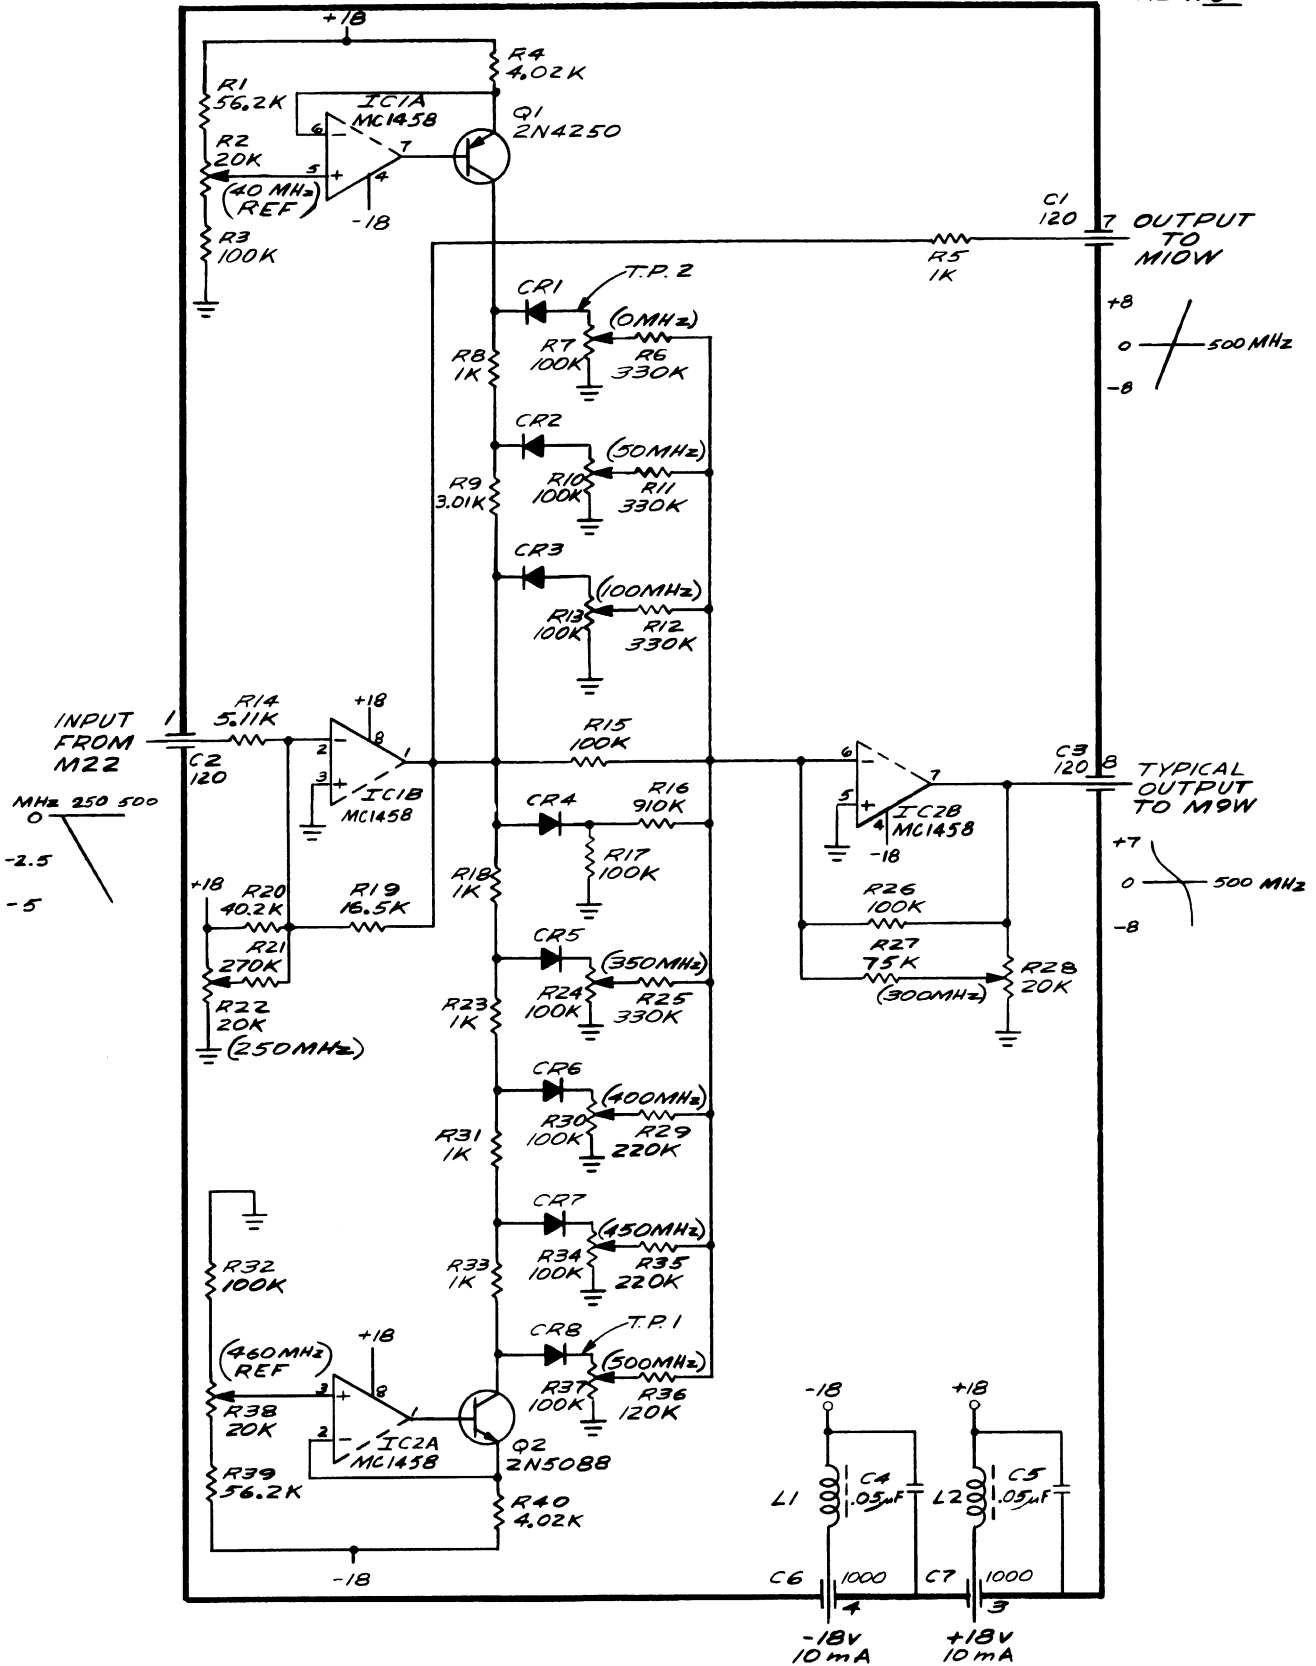 +18
R4
4.02K
R1
56.2K
IC1A
MC1458
Q1
2N4250
6
-
7
R2
20K
5
+
4
(40 MHz)
REF
-18
R3
100K
C1
120
7
OUTPUT
TO
M10W
R5
1K
T.P.2
CR1
(0MHz)
R7
100K
R6
330K
R8
1K
+8
0
500 MHz
-8
CR2
(50MHz)
R10
100K
R11
330K
R9
3.01K
CR3
(100MHz)
R13
100K
R12
330K
INPUT
FROM
M22
1
R14
5.11K
C2
120
+18
8
2
-
1
3
+
IC1B
MC1458
R15
100K
6
-
7
5
+
4
IC2B
MC1458
-18
C3
120
8
TYPICAL
OUTPUT
TO M9W
MHz 250 500
0
-2.5
-5
CR4
R16
910K
R17
100K
R18
1K
+7
0
500 MHz
-8
+18
R20
40.2K
R19
16.5K
R21
270K
R22
20K
(250MHz)
R26
100K
R27
75K
(300MHz)
R28
20K
CR5
(350MHz)
R24
100K
R25
330K
R23
1K
CR6
(400MHz)
R30
100K
R29
220K
R31
1K
CR7
(450MHz)
R34
100K
R35
220K
R33
1K
R32
100K
T.P.1
CR8
(500MHz)
R37
100K
R36
120K
(460MHz)
REF
+18
3
+
8
1
2
-
IC2A
MC1458
R38
20K
Q2
2N5088
R39
56.2K
R40
4.02K
-18
-18
+18
L1
C4
.05μF
L2
C5
.05μF
C6
1000
4
C7
1000
3
-18v
10mA
+18v
10mA